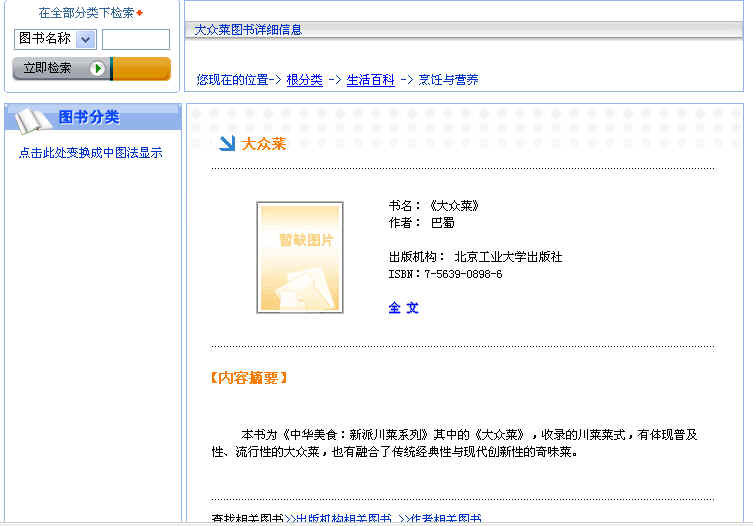 在全部分类下检索
图书名称
立即检索
图书分类
点击此处变换成中图法显示
大众菜图书详细信息
您现在的位置-> 根分类 -> 生活百科 -> 烹饪与营养
大众菜
暂缺图片
书名：《大众菜》
作者： 巴蜀
出版机构： 北京工业大学出版社
ISBN：7-5639-0898-6
全 文
【内容摘要】
本书为《中华美食：新派川菜系列》其中的《大众菜》，收录的川菜菜式，有体现普及
性、流行性的大众菜，也有融合了传统经典性与现代创新性的奇味菜。
查找相关图书>>出版机构相关图书 >>作者相关图书